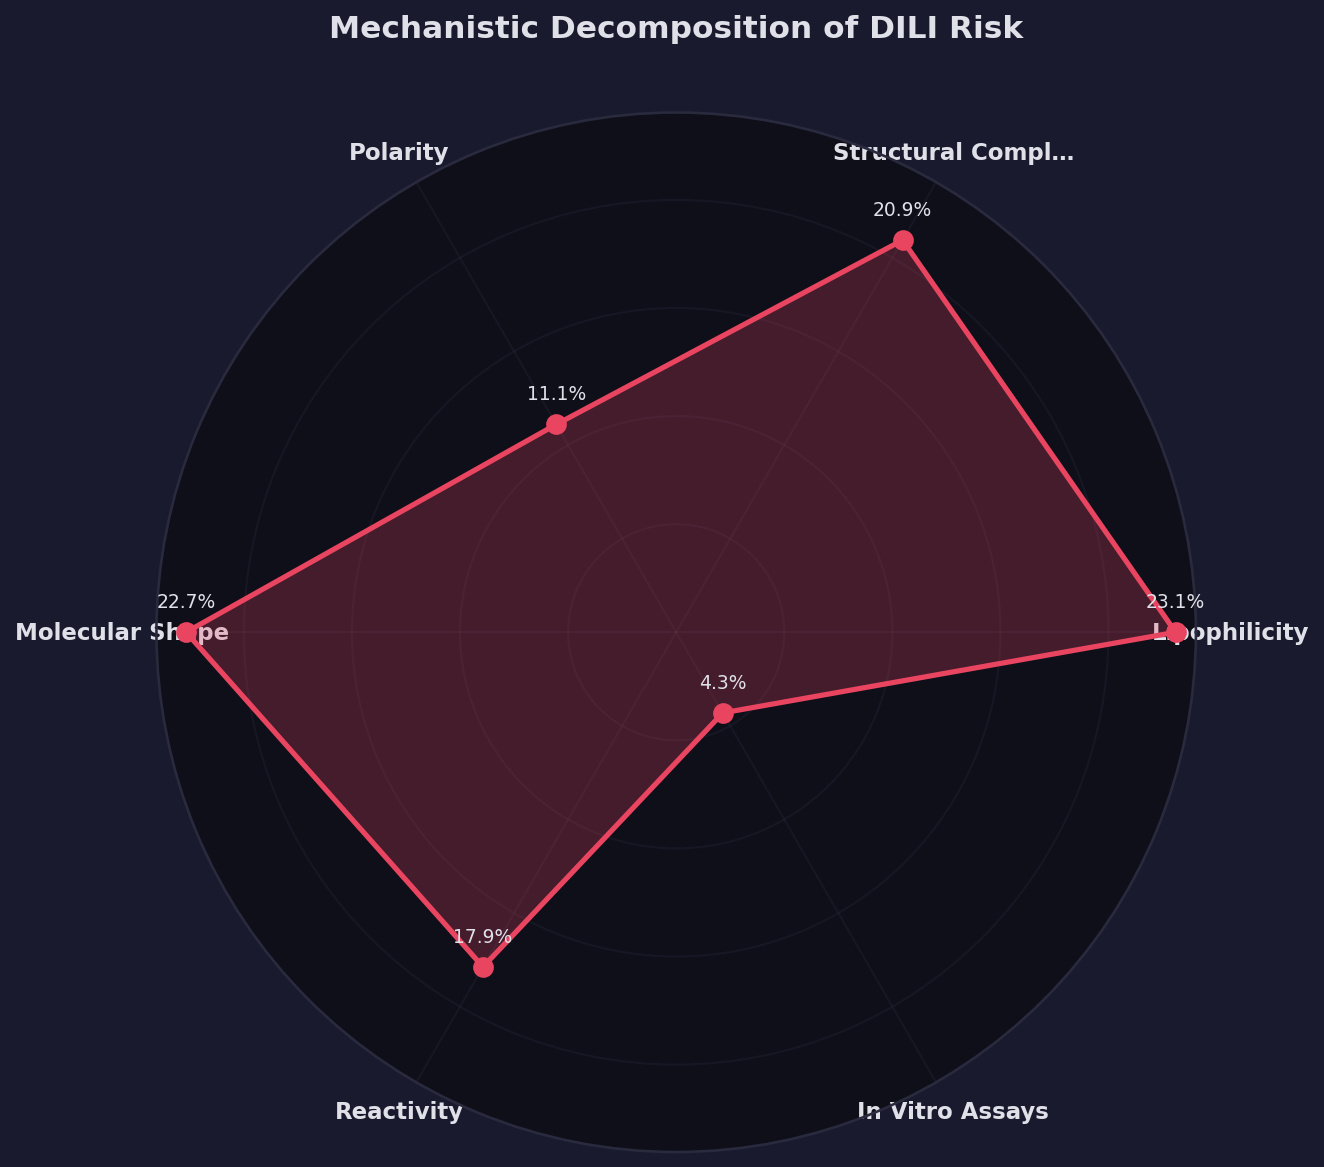 Mechanistic Decomposition of DILI Risk
Polarity
Structural Compl...
20.9%
11.1%
22.7%
23.1%
Molecular Shape
Lipophilicity
4.3%
17.9%
Reactivity
In Vitro Assays